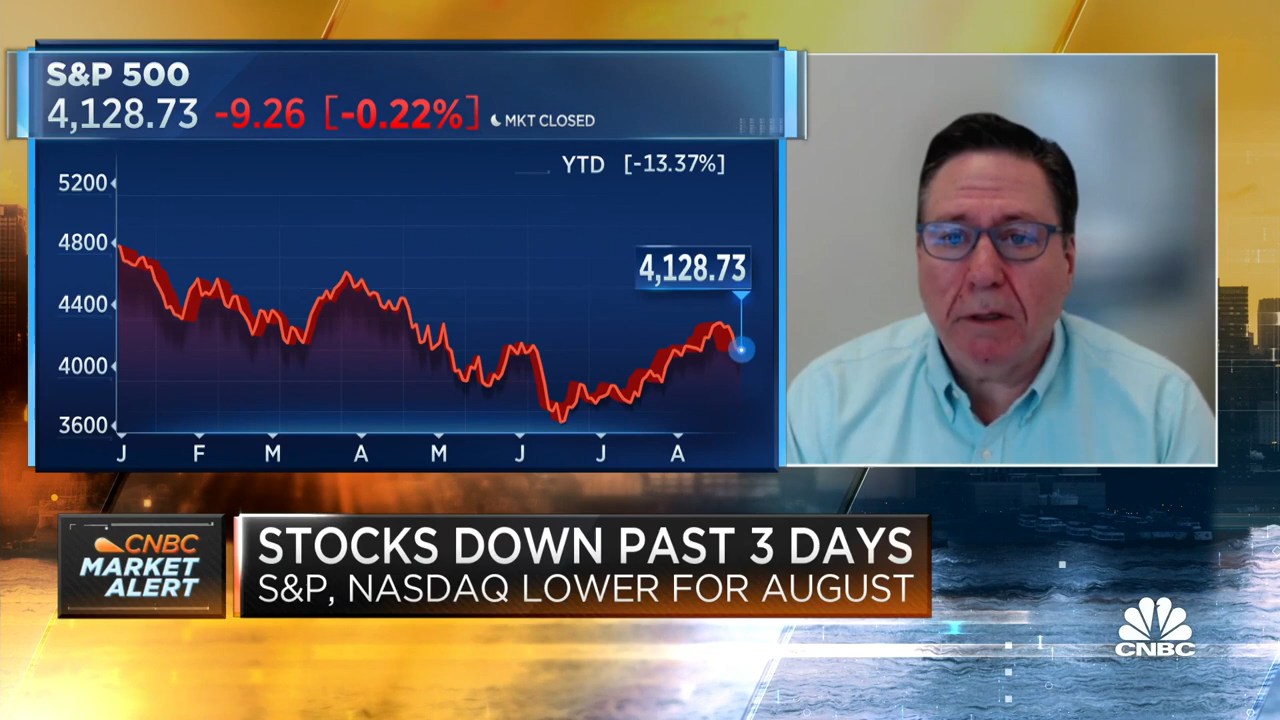 S&P 500
4,128.73 -9.26 [-0.22%] MKT CLOSED
YTD [-13.37%]
5200
4800
4400
4000
3600
4,128.73
J F M A M J J A
CNBC
MARKET
ALERT
STOCKS DOWN PAST 3 DAYS
S&P, NASDAQ LOWER FOR AUGUST
CNBC